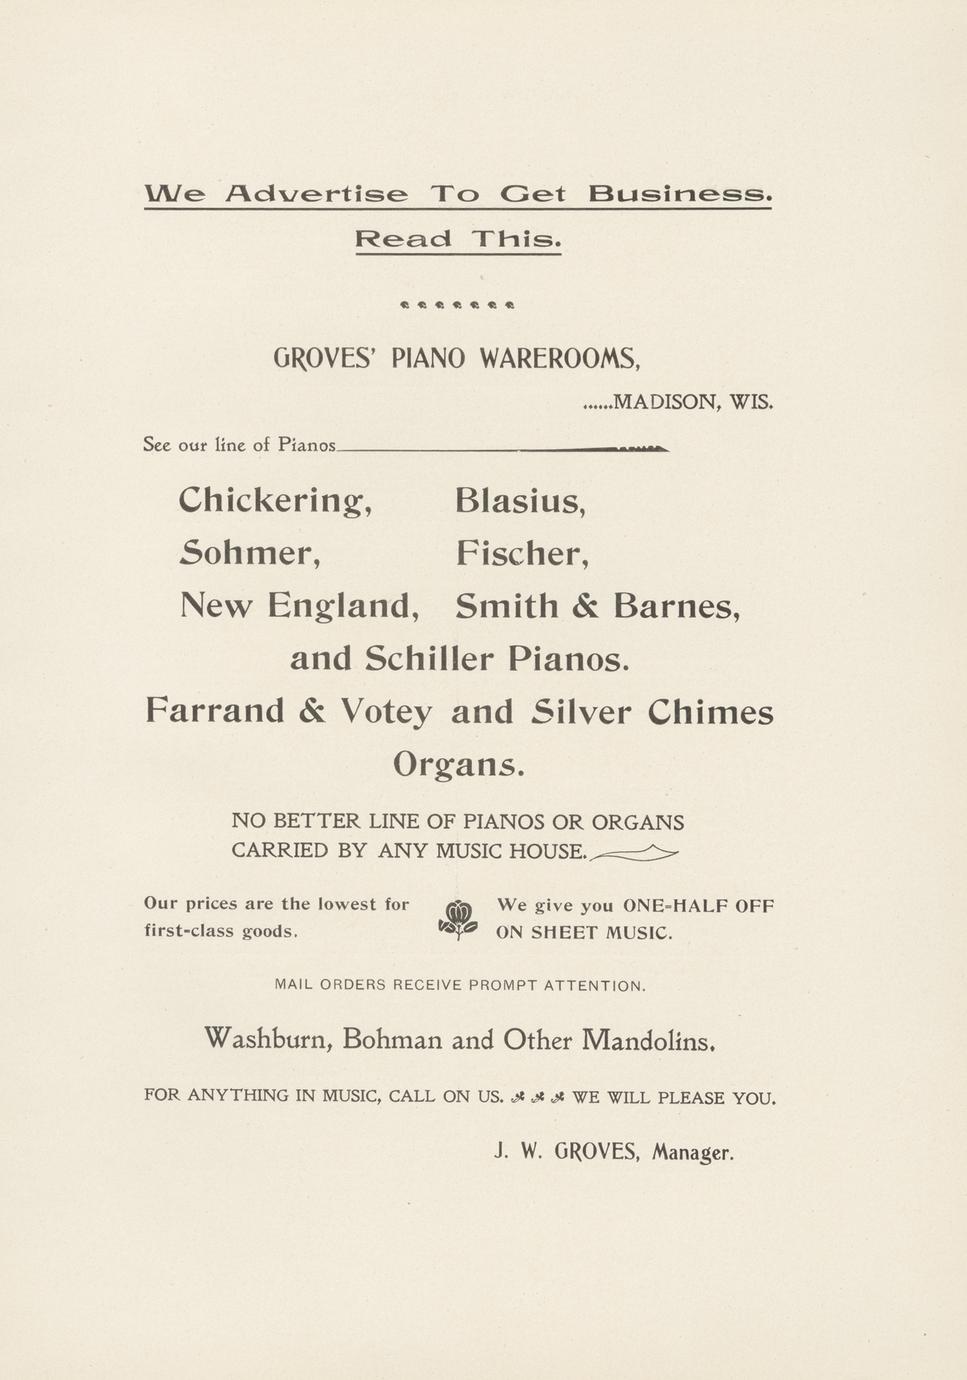 We Advertise To Get Business.
Read This.
GROVES' PIANO WAREROOMS,
......MADISON, WIS.
See our line of Pianos
Chickering, Blasius,
Sohmer, Fischer,
New England, Smith & Barnes,
and Schiller Pianos.
Farrand & Votey and Silver Chimes
Organs.
NO BETTER LINE OF PIANOS OR ORGANS
CARRIED BY ANY MUSIC HOUSE.
Our prices are the lowest for
first-class goods.
We give you ONE-HALF OFF
ON SHEET MUSIC.
MAIL ORDERS RECEIVE PROMPT ATTENTION.
Washburn, Bohman and Other Mandolins.
FOR ANYTHING IN MUSIC, CALL ON US. WE WILL PLEASE YOU.
J. W. GROVES, Manager.